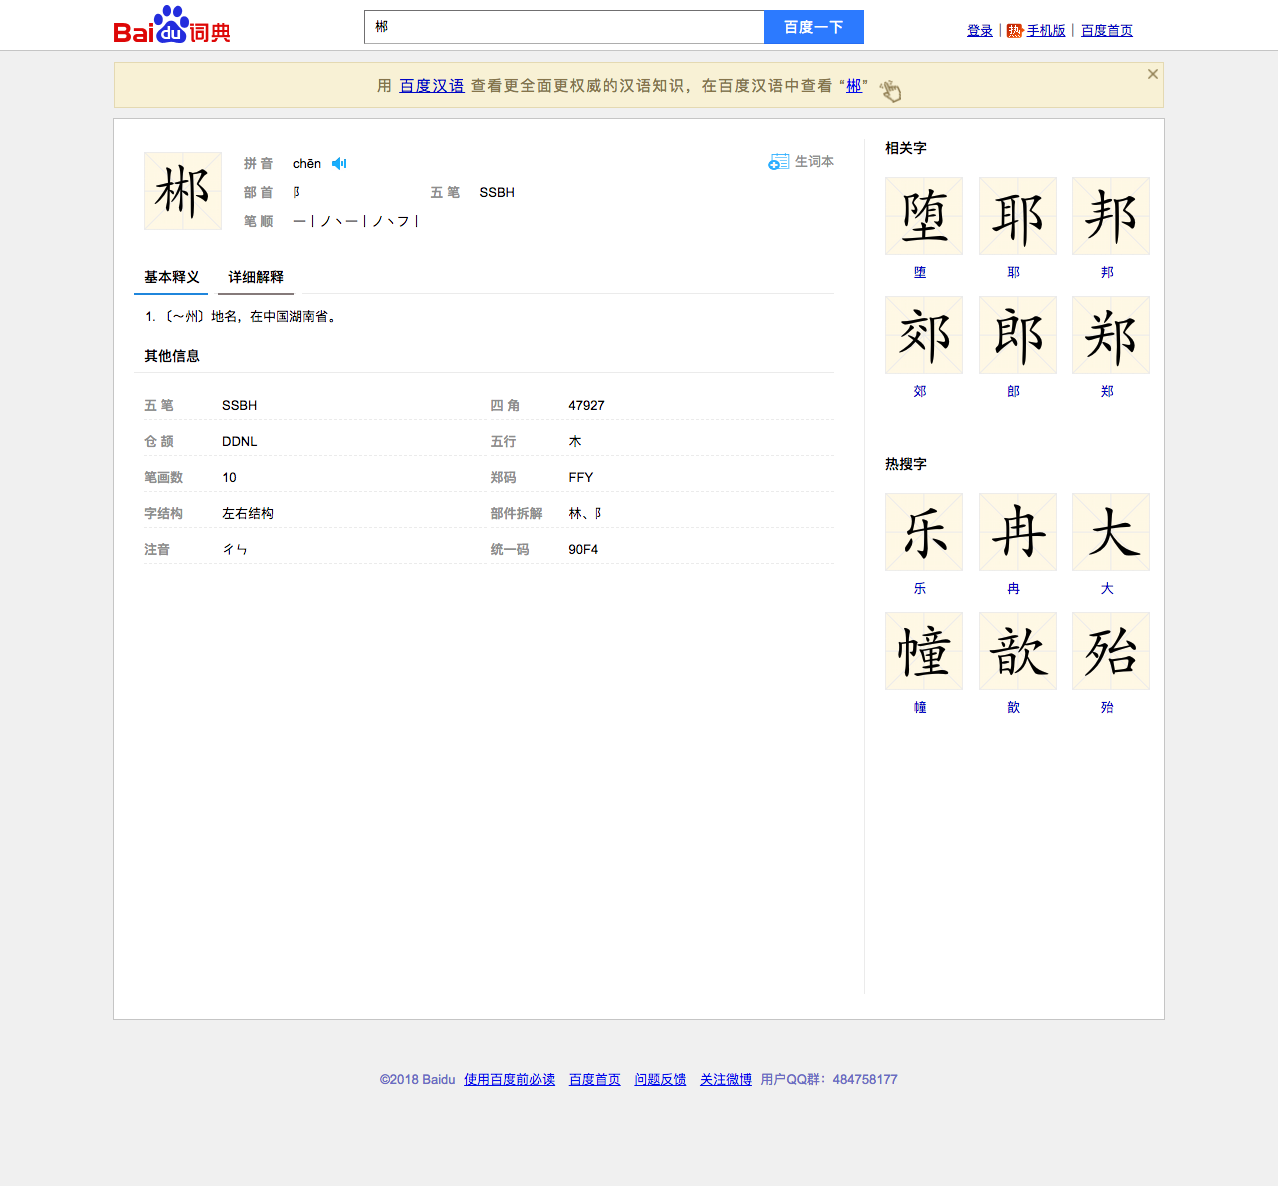 Baidu词典
郴
百度一下
登录 | 热 手机版 | 百度首页
用 百度汉语 查看更全面更权威的汉语知识，在百度汉语中查看 “郴”
郴
拼 音 chēn
生词本
部 首 阝 五 笔 SSBH
笔 顺 一丨ノ丶一丨ノ丶フ丨
基本释义 详细解释
1. 〔～州〕地名，在中国湖南省。
其他信息
五 笔 SSBH 四 角 47927
仓 颉 DDNL 五行 木
笔画数 10 郑码 FFY
字结构 左右结构 部件拆解 林、阝
注音 ㄔㄣ 统一码 90F4
相关字
堕 耶 邦
堕 耶 邦
郊 郎 郑
郊 郎 郑
热搜字
乐 冉 大
乐 冉 大
幢 歆 殆
幢 歆 殆
©2018 Baidu 使用百度前必读 百度首页 问题反馈 关注微博 用户QQ群：484758177